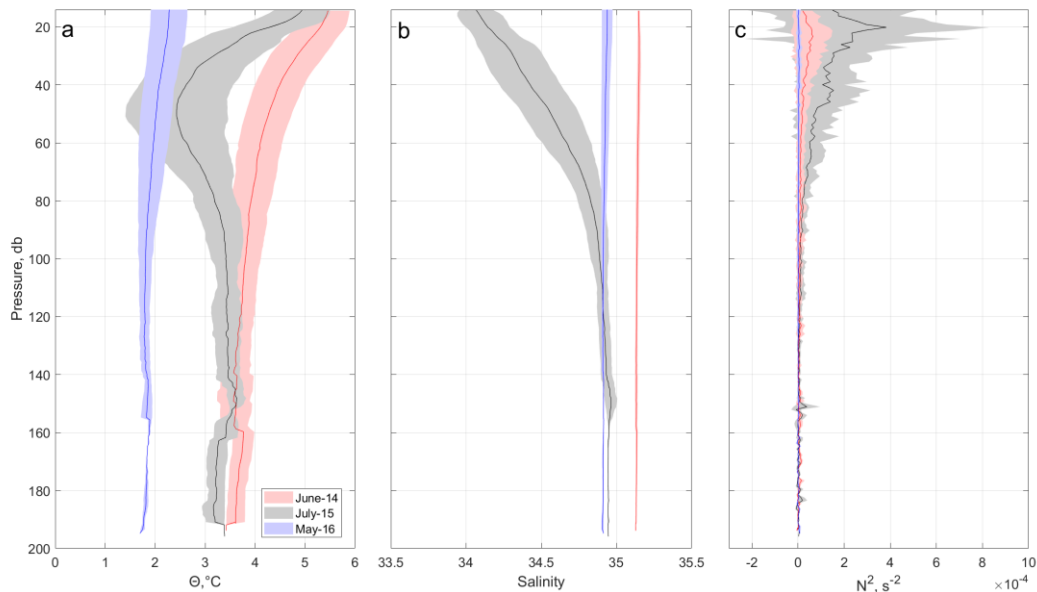 a
b
c
20
40
60
80
100
120
140
160
180
200
Pressure, db
June-14
July-15
May-16
0 1 2 3 4 5 6
Θ,°C
33.5 34 34.5 35 35.5
Salinity
-2 0 2 4 6 8 10
N², s⁻²
×10⁻⁴